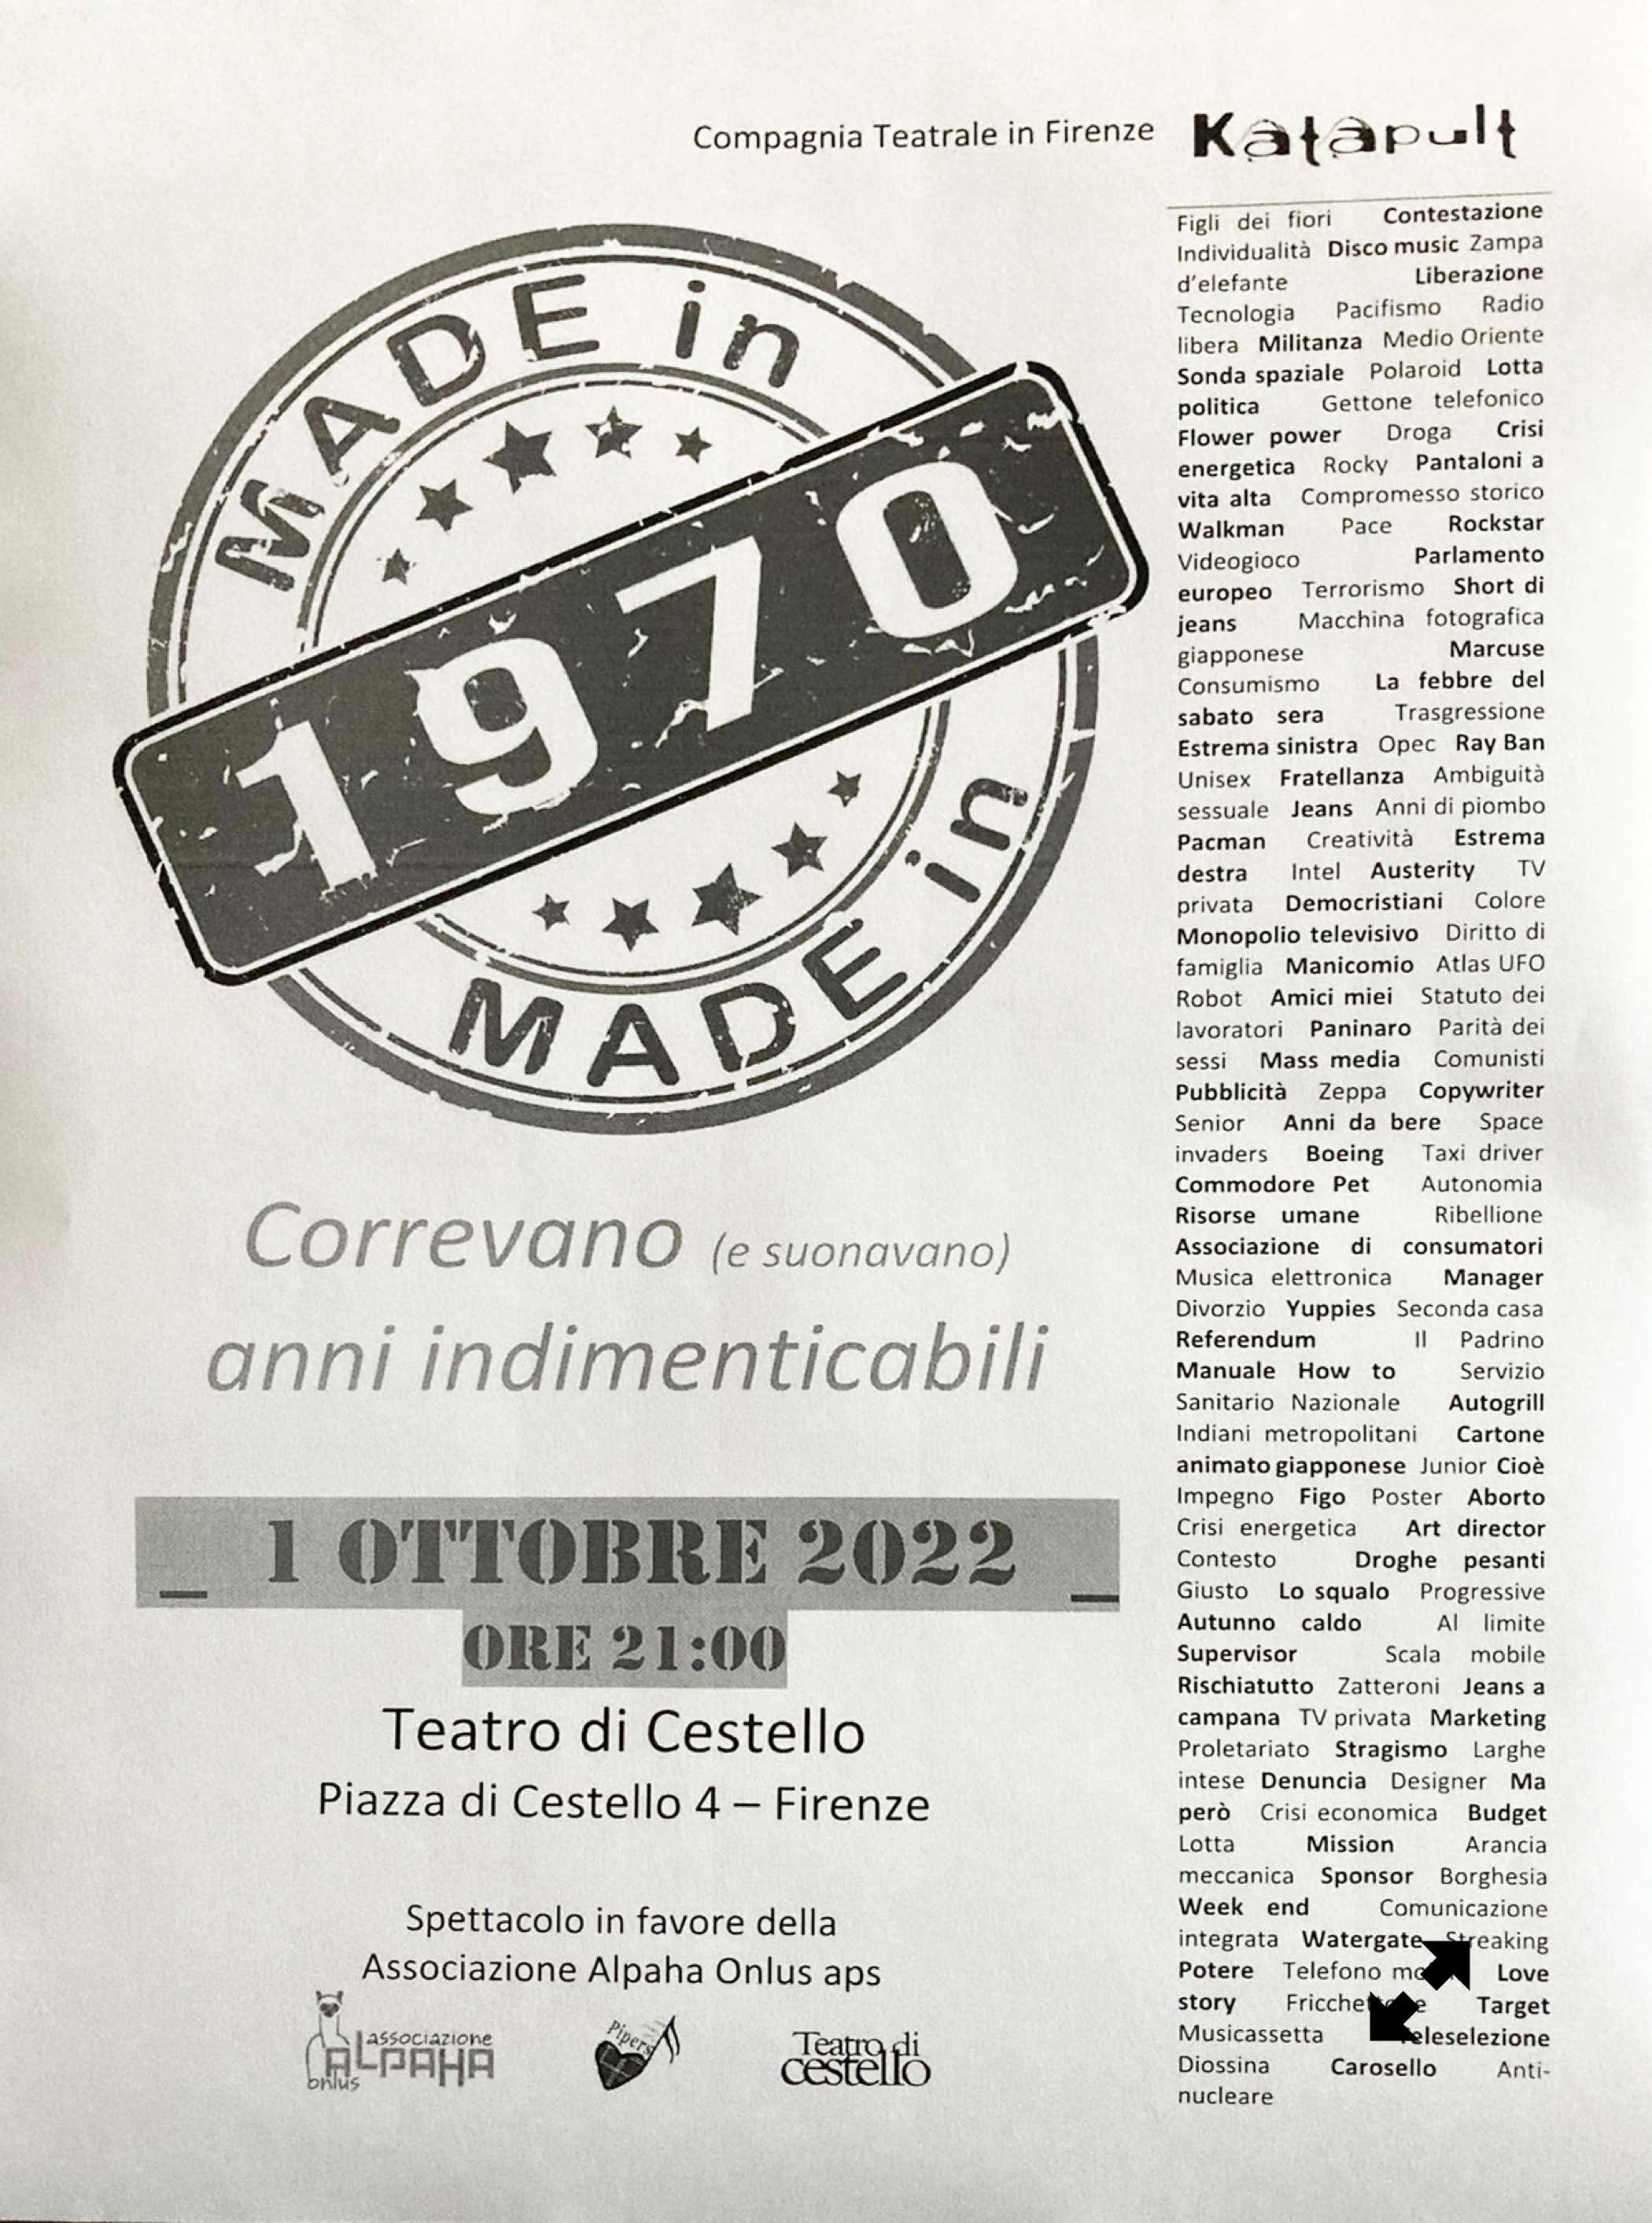 Compagnia Teatrale in Firenze Katapult
MADE in
1970
MADE in
Correvano (e suonavano)
anni indimenticabili
_ 1 OTTOBRE 2022 _
ORE 21:00
Teatro di Cestello
Piazza di Cestello 4 – Firenze
Spettacolo in favore della
Associazione Alpaha Onlus aps
associazione
ALPAHA
onlus
Pipers
Teatro di
cestello
Figli dei fiori Contestazione
Individualità Disco music Zampa
d'elefante Liberazione
Tecnologia Pacifismo Radio
libera Militanza Medio Oriente
Sonda spaziale Polaroid Lotta
politica Gettone telefonico
Flower power Droga Crisi
energetica Rocky Pantaloni a
vita alta Compromesso storico
Walkman Pace Rockstar
Videogioco Parlamento
europeo Terrorismo Short di
jeans Macchina fotografica
giapponese Marcuse
Consumismo La febbre del
sabato sera Trasgressione
Estrema sinistra Opec Ray Ban
Unisex Fratellanza Ambiguità
sessuale Jeans Anni di piombo
Pacman Creatività Estrema
destra Intel Austerity TV
privata Democristiani Colore
Monopolio televisivo Diritto di
famiglia Manicomio Atlas UFO
Robot Amici miei Statuto dei
lavoratori Paninaro Parità dei
sessi Mass media Comunisti
Pubblicità Zeppa Copywriter
Senior Anni da bere Space
invaders Boeing Taxi driver
Commodore Pet Autonomia
Risorse umane Ribellione
Associazione di consumatori
Musica elettronica Manager
Divorzio Yuppies Seconda casa
Referendum Il Padrino
Manuale How to Servizio
Sanitario Nazionale Autogrill
Indiani metropolitani Cartone
animato giapponese Junior Cioè
Impegno Figo Poster Aborto
Crisi energetica Art director
Contesto Droghe pesanti
Giusto Lo squalo Progressive
Autunno caldo Al limite
Supervisor Scala mobile
Rischiatutto Zatteroni Jeans a
campana TV privata Marketing
Proletariato Stragismo Larghe
intese Denuncia Designer Ma
però Crisi economica Budget
Lotta Mission Arancia
meccanica Sponsor Borghesia
Week end Comunicazione
integrata Watergate Streaking
Potere Telefono Love
story Target
Musicassetta Teleselezione
Diossina Carosello Anti-
nucleare